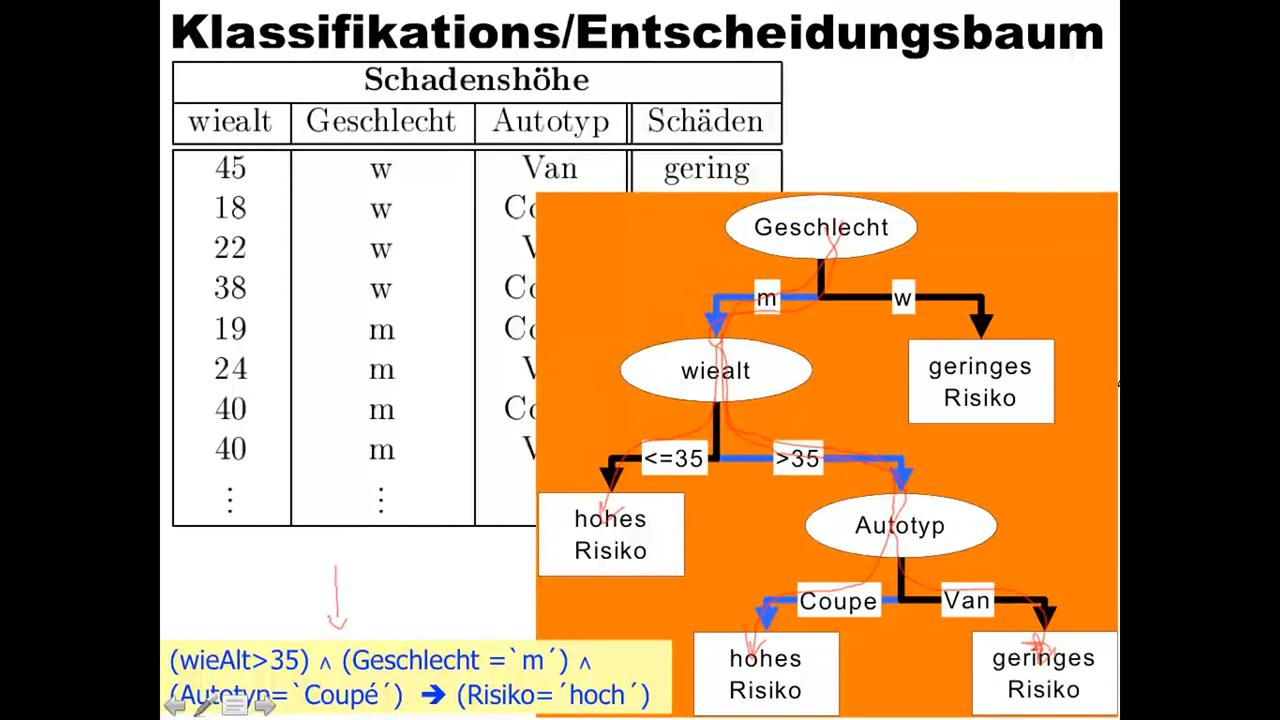 Klassifikations/Entscheidungsbaum
Schadenshöhe
wiealt Geschlecht Autotyp Schäden
45 w Van gering
18 w
22 w
38 w
19 m
24 m
40 m
40 m
⋮ ⋮
Geschlecht
m w
wiealt
geringes
Risiko
<=35 >35
hohes
Risiko
Autotyp
Coupe Van
hohes
Risiko
geringes
Risiko
(wieAlt>35) ∧ (Geschlecht =`m´) ∧
(Autotyp=`Coupé´) ➔ (Risiko=´hoch´)